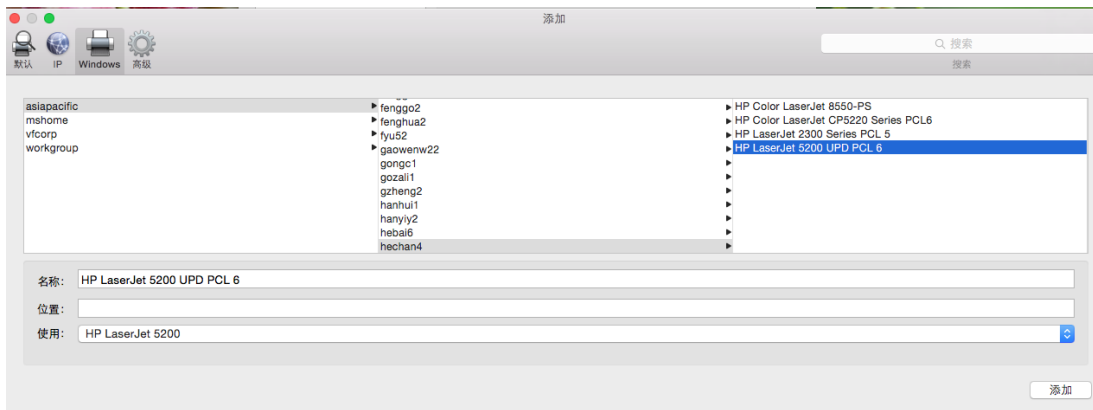 添加
默认
IP
Windows
高级
搜索
搜索
asiapacific
mshome
vfcorp
workgroup
fenggo2
fenghua2
fyu52
gaowenw22
gongc1
gozali1
gzheng2
hanhui1
hanyiy2
hebai6
hechan4
HP Color LaserJet 8550-PS
HP Color LaserJet CP5220 Series PCL6
HP LaserJet 2300 Series PCL 5
HP LaserJet 5200 UPD PCL 6
名称: HP LaserJet 5200 UPD PCL 6
位置:
使用: HP LaserJet 5200
添加